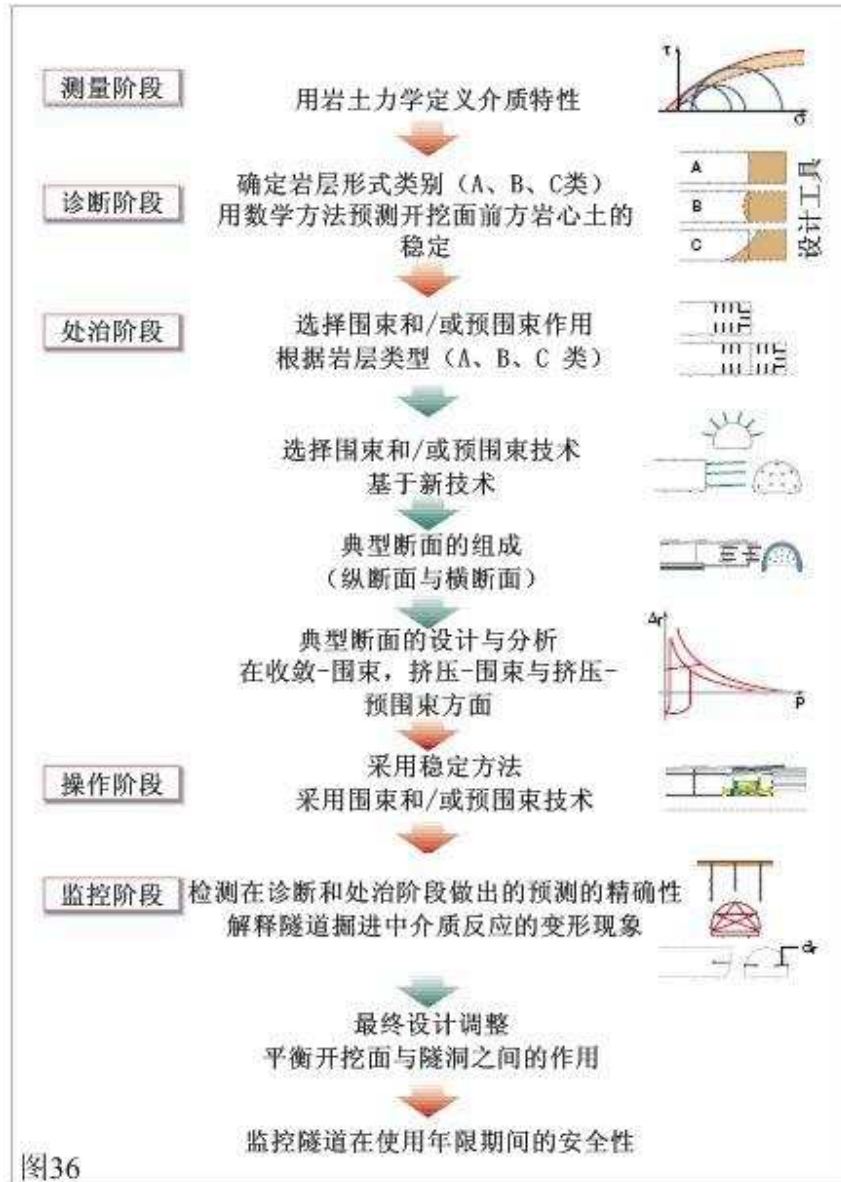 测量阶段
用岩土力学定义介质特性
τ
σ
诊断阶段
确定岩层形式类别（A、B、C类）
用数学方法预测开挖面前方岩心土的
稳定
A
B
C
设计工具
处治阶段
选择围束和/或预围束作用
根据岩层类型（A、B、C 类）
选择围束和/或预围束技术
基于新技术
典型断面的组成
（纵断面与横断面）
典型断面的设计与分析
在收敛-围束，挤压-围束与挤压-
预围束方面
Δr
P
操作阶段
采用稳定方法
采用围束和/或预围束技术
监控阶段
检测在诊断和处治阶段做出的预测的精确性
解释隧道掘进中介质反应的变形现象
最终设计调整
平衡开挖面与隧洞之间的作用
监控隧道在使用年限期间的安全性
图36